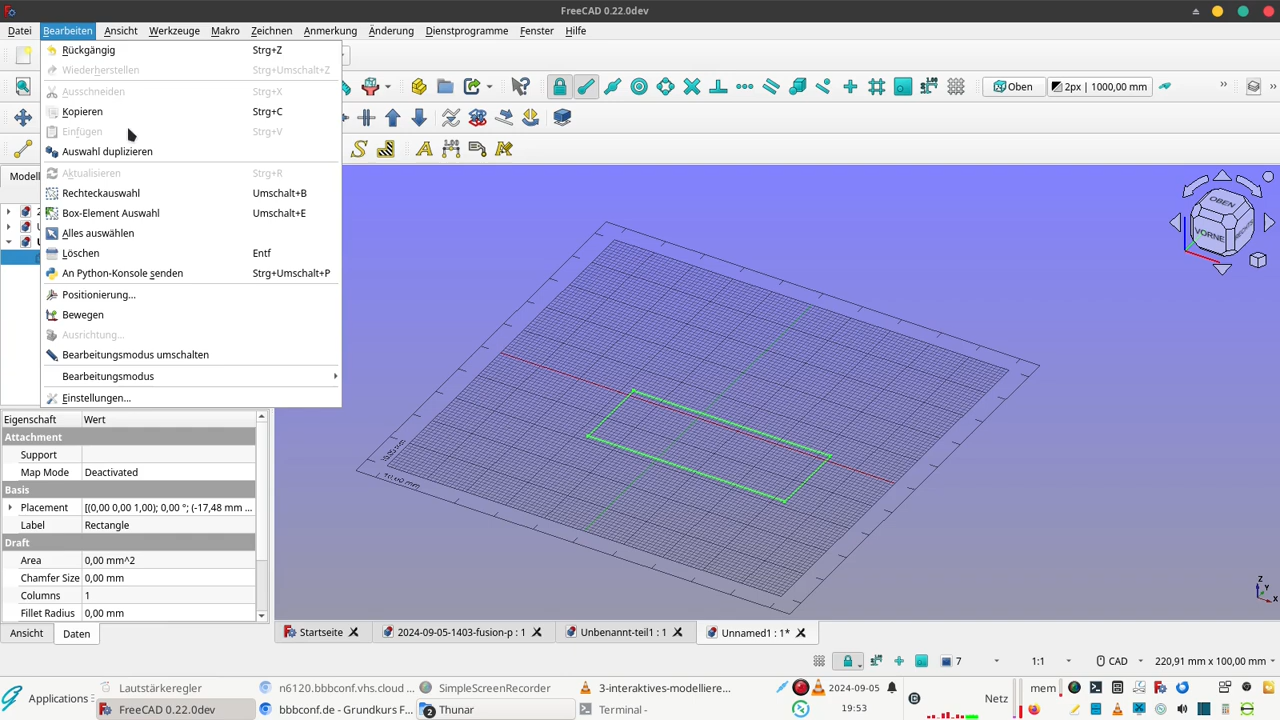 FreeCAD 0.22.0dev
Datei Bearbeiten Ansicht Werkzeuge Makro Zeichnen Anmerkung Änderung Dienstprogramme Fenster Hilfe
Rückgängig Strg+Z
Wiederherstellen Strg+Umschalt+Z
Ausschneiden Strg+X
Oben 2px | 1000,00 mm
Kopieren Strg+C
Einfügen Strg+V
Auswahl duplizieren
Aktualisieren Strg+R
Rechteckauswahl Umschalt+B
Box-Element Auswahl Umschalt+E
Alles auswählen
Löschen Entf
An Python-Konsole senden Strg+Umschalt+P
Positionierung...
Bewegen
Ausrichtung...
Bearbeitungsmodus umschalten
Bearbeitungsmodus
Einstellungen...
Modell
OBEN
VORNE
Eigenschaft Wert
Attachment
Support
Map Mode Deactivated
Basis
Placement [(0,00 0,00 1,00); 0,00 °; (-17,48 mm ...
Label Rectangle
Draft
Area 0,00 mm^2
Chamfer Size 0,00 mm
Columns 1
Fillet Radius 0,00 mm
Ansicht Daten
Startseite 2024-09-05-1403-fusion-p : 1 Unbenannt-teil1 : 1 Unnamed1 : 1*
Z
Y
X
7 1:1 CAD 220,91 mm x 100,00 mm
Applications
Lautstärkeregler n6120.bbbconf.vhs.cloud SimpleScreenRecorder 3-interaktives-modelliere...
FreeCAD 0.22.0dev bbbconf.de - Grundkurs F... 2 Thunar Terminal -
2024-09-05
19:53
Netz
mem